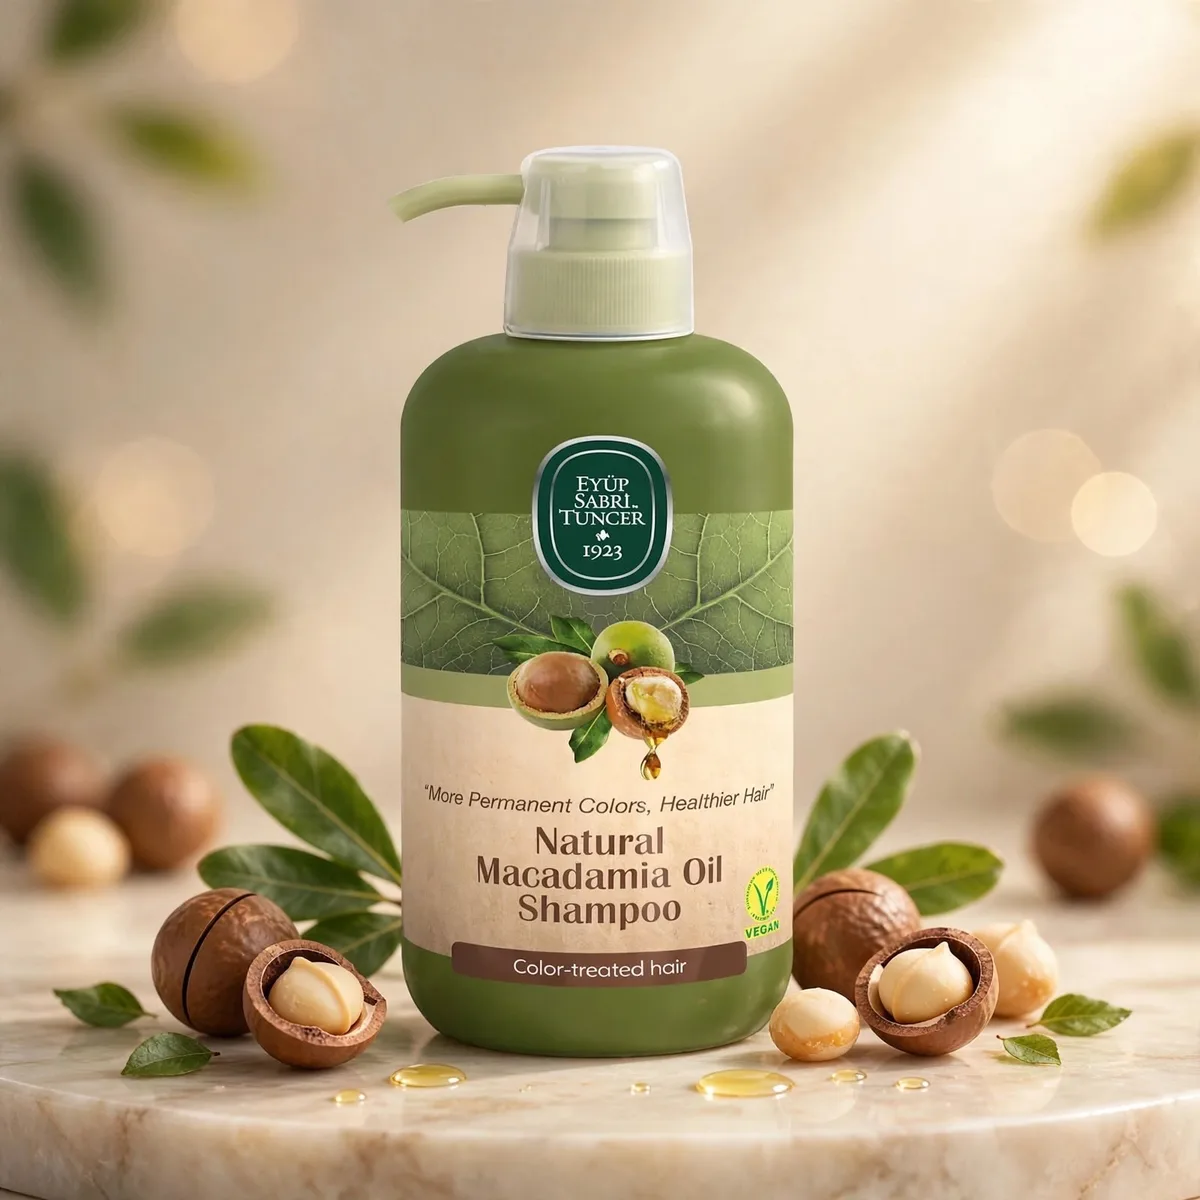 EYÜP
SABRİ
TUNCER
1923
"More Permanent Colors, Healthier Hair"
Natural
Macadamia Oil
Shampoo
VEGAN
Color-treated hair